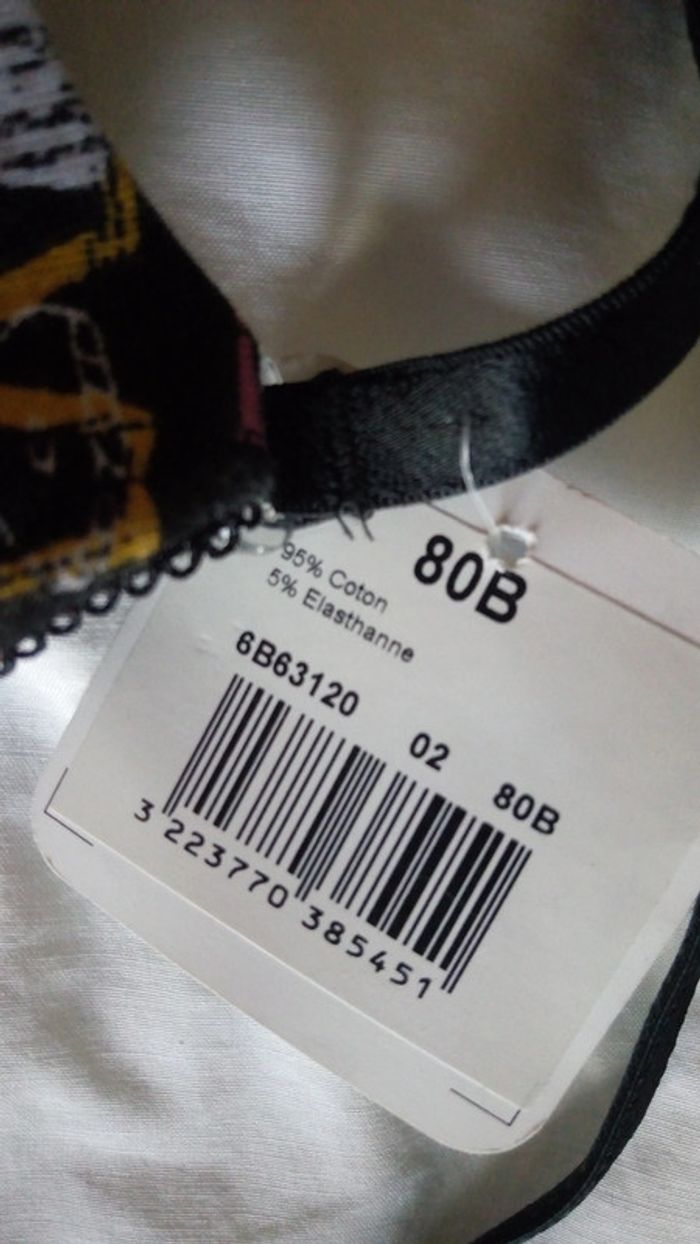 80B
95% Coton
5% Elasthanne
6B63120 02 80B
3 223770 385451